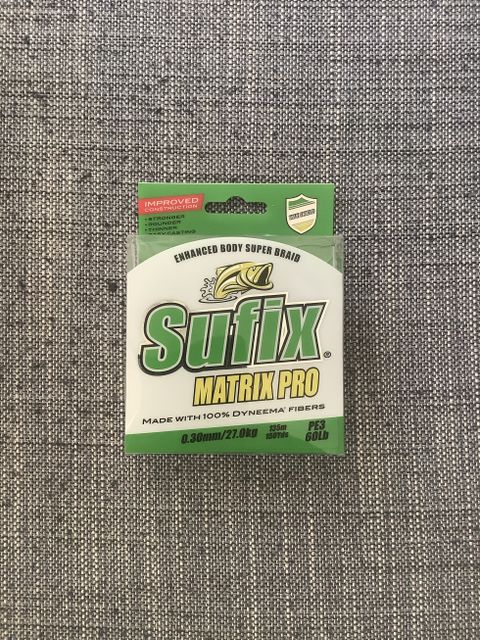 IMPROVED
CONSTRUCTION
• STRONGER
• ROUNDER
• THINNER
ENHANCED BODY SUPER BRAID
Sufix®
MATRIX PRO
MADE WITH 100% DYNEEMA® FIBERS
0.30mm/27.0kg
135m
150Yds
PE3
60Lb